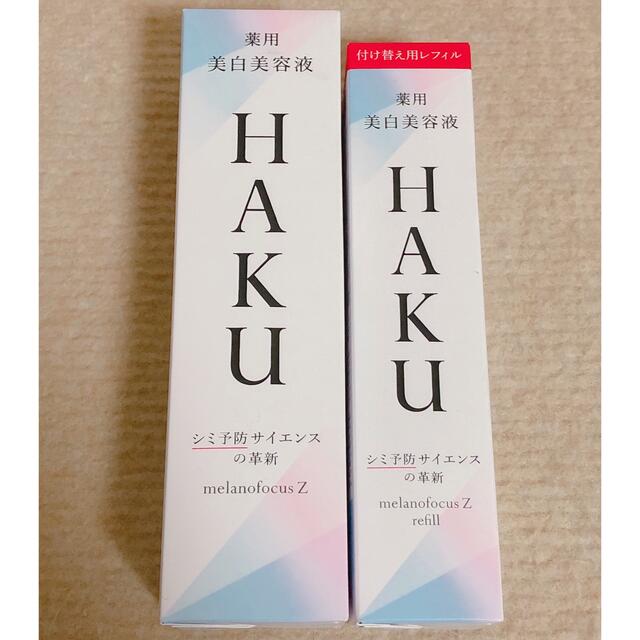 薬用
美白美容液
HAKU
シミ予防サイエンス
の革新
melanofocus Z
付け替え用レフィル
薬用
美白美容液
HAKU
シミ予防サイエンス
の革新
melanofocus Z
refill